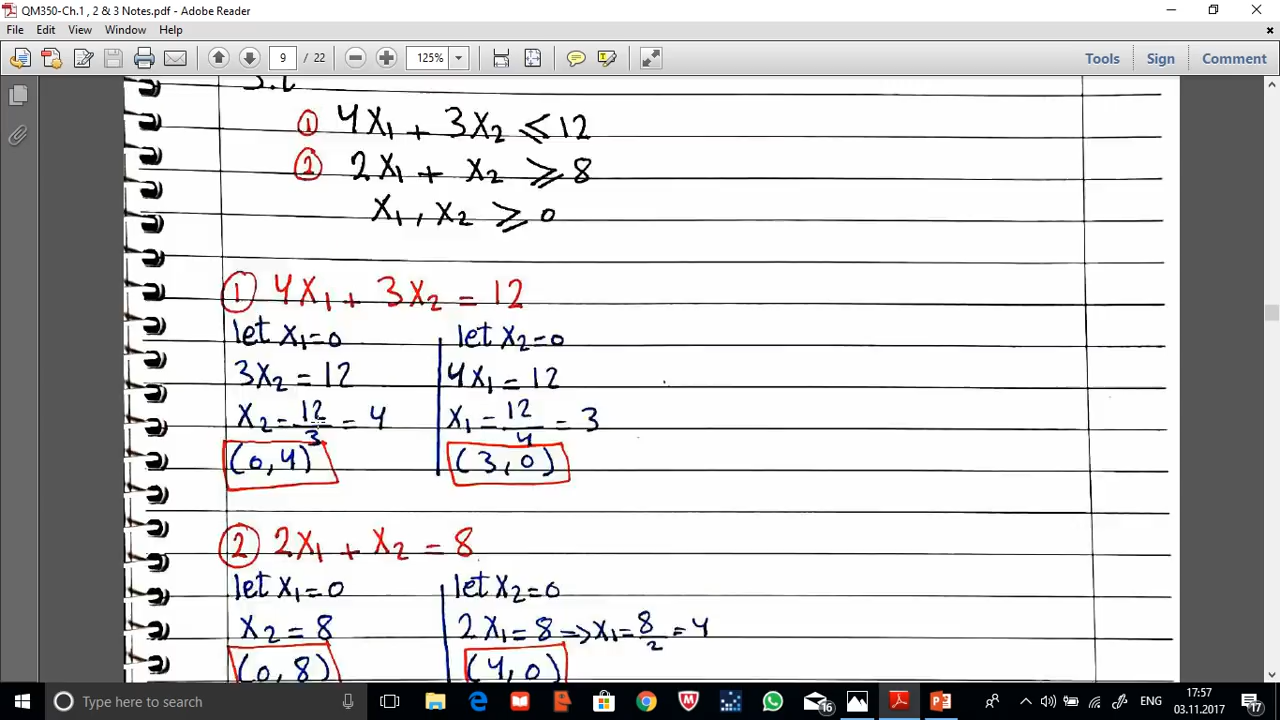 QM350-Ch.1, 2 & 3 Notes.pdf - Adobe Reader
File Edit View Window Help
9 / 22 125% Tools Sign Comment
① 4X₁ + 3X₂ ≤ 12
② 2X₁ + X₂ ≥ 8
X₁, X₂ ≥ 0
① 4X₁ + 3X₂ = 12
let X₁=0 let X₂=0
3X₂ = 12 4X₁ = 12
X₂ = 12/3 = 4 X₁ = 12/4 = 3
(0,4) (3,0)
② 2X₁ + X₂ = 8
let X₁=0 let X₂=0
X₂ = 8 2X₁ = 8 => X₁ = 8/2 = 4
(0,8) (4,0)
Type here to search 16 ENG 17:57 17
03.11.2017